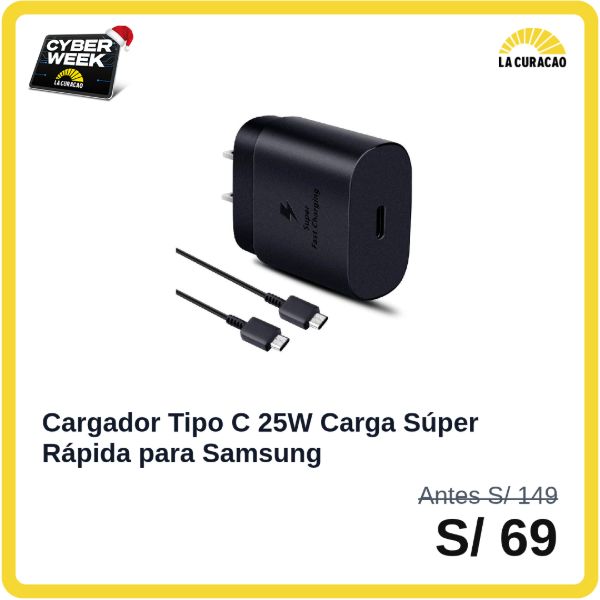 CYBER
WEEK
LA CURACAO
LA CURACAO
Super
Fast Charging
Cargador Tipo C 25W Carga Súper
Rápida para Samsung
Antes S/ 149
S/ 69